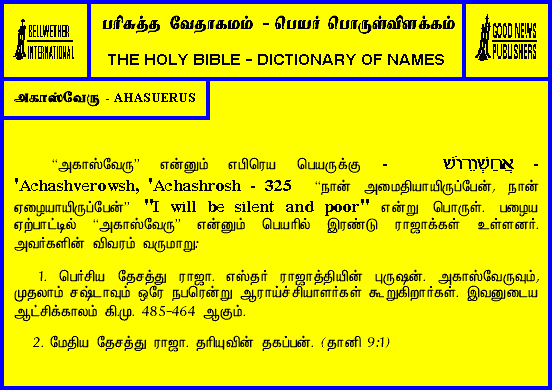 BELLWETHER
INTERNATIONAL
பரிசுத்த வேதாகமம் - பெயர் பொருள்விளக்கம்
THE HOLY BIBLE - DICTIONARY OF NAMES
GOOD NEWS
PUBLISHERS
அகாஸ்வேரு - AHASUERUS
“அகாஸ்வேரு” என்னும் எபிரெய பெயருக்கு - אֲחַשְׁוֵרוֹשׁ -
'Achashverowsh, 'Achashrosh - 325 “நான் அமைதியாயிருப்பேன், நான்
ஏழையாயிருப்பேன்” "I will be silent and poor" என்று பொருள். பழைய
ஏற்பாட்டில் “அகாஸ்வேரு” என்னும் பெயரில் இரண்டு ராஜாக்கள் உள்ளனர்.
அவர்களின் விவரம் வருமாறு:
1. பெர்சிய தேசத்து ராஜா. எஸ்தர் ராஜாத்தியின் புருஷன். அகாஸ்வேருவும்,
முதலாம் சஷ்டாவும் ஒரே நபரென்று ஆராய்ச்சியாளர்கள் கூறுகிறார்கள். இவனுடைய
ஆட்சிக்காலம் கி.மு. 485-464 ஆகும்.
2. மேதிய தேசத்து ராஜா. தரியுவின் தகப்பன். (தானி 9:1)